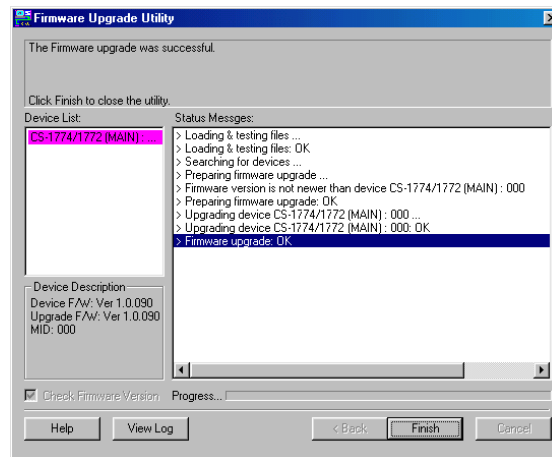 Firmware Upgrade Utility
The Firmware upgrade was successful.
Click Finish to close the utility.
Device List:
CS-1774/1772 (MAIN) : ...
Status Messges:
> Loading & testing files ...
> Loading & testing files: OK
> Searching for devices ...
> Preparing firmware upgrade ...
> Firmware version is not newer than device CS-1774/1772 (MAIN) : 000
> Preparing firmware upgrade: OK
> Upgrading device CS-1774/1772 (MAIN) : 000 ...
> Upgrading device CS-1774/1772 (MAIN) : 000: OK
> Firmware upgrade: OK
Device Description
Device F/W: Ver 1.0.090
Upgrade F/W: Ver 1.0.090
MID: 000
Check Firmware Version
Progress...
Help
View Log
< Back
Finish
Cancel